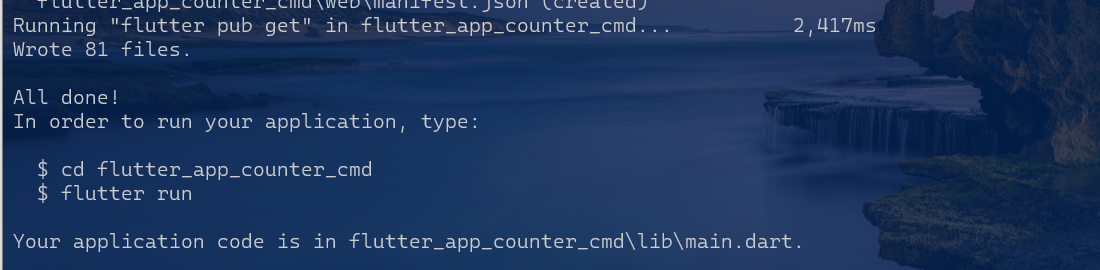 flutter_app_counter_cmd\web\manifest.json (created)
Running "flutter pub get" in flutter_app_counter_cmd... 2,417ms
Wrote 81 files.
All done!
In order to run your application, type:
$ cd flutter_app_counter_cmd
$ flutter run
Your application code is in flutter_app_counter_cmd\lib\main.dart.